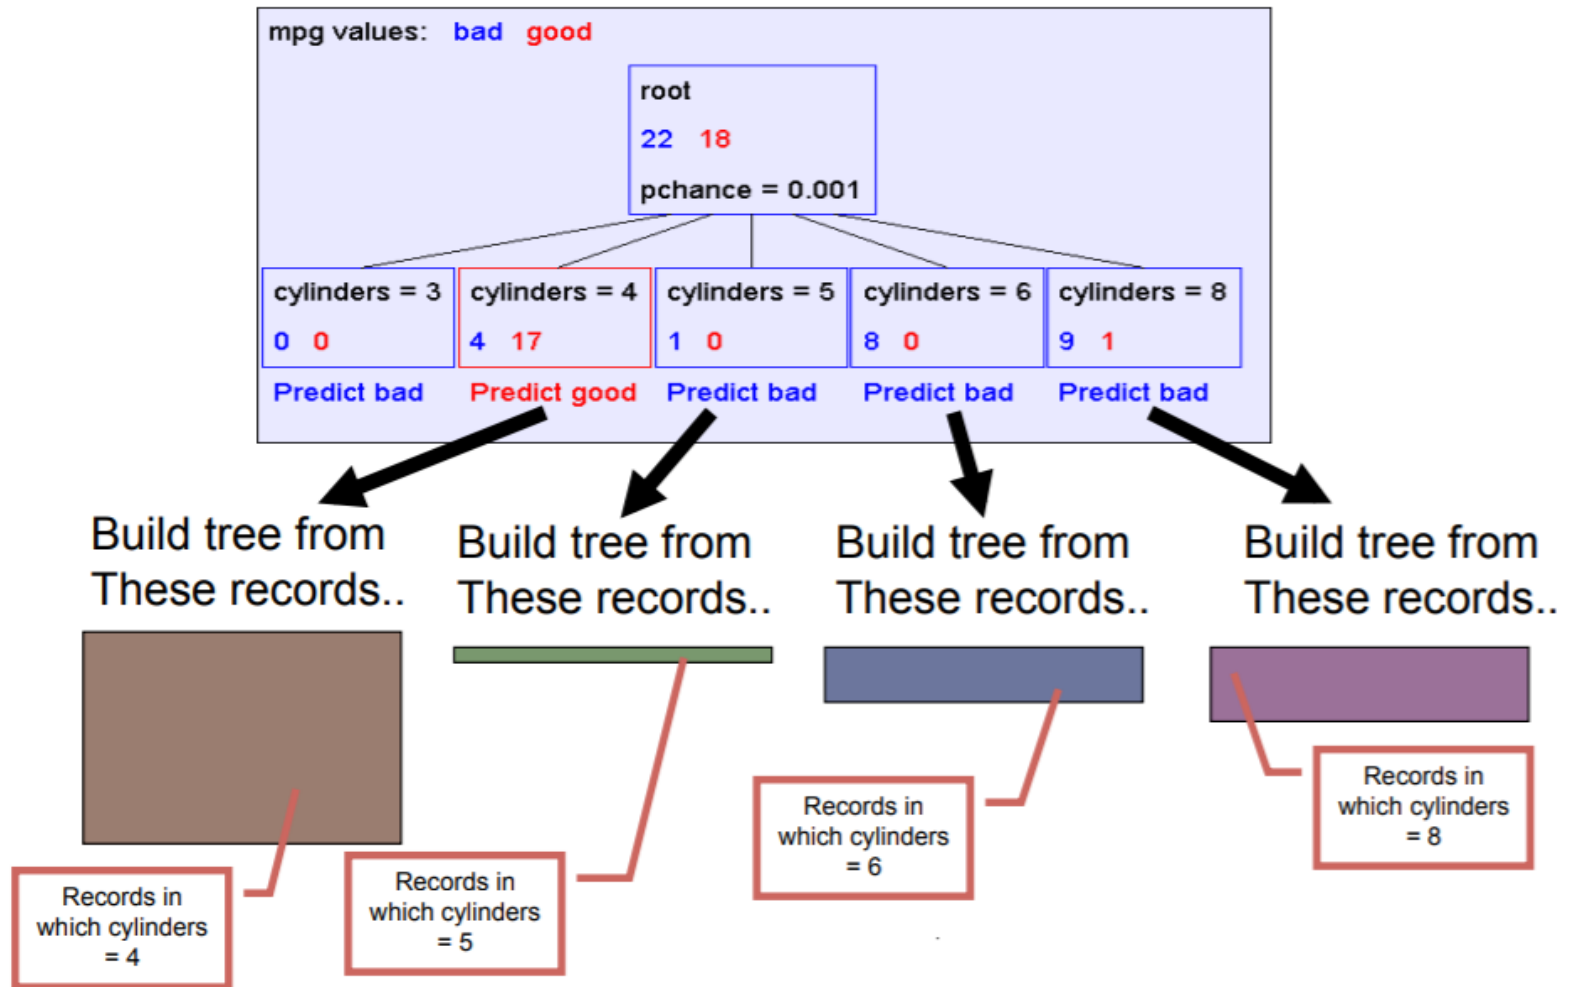 mpg values: bad good
root
22 18
pchance = 0.001
cylinders = 3
0 0
Predict bad
cylinders = 4
4 17
Predict good
cylinders = 5
1 0
Predict bad
cylinders = 6
8 0
Predict bad
cylinders = 8
9 1
Predict bad
Build tree from
These records..
Build tree from
These records..
Build tree from
These records..
Build tree from
These records..
Records in
which cylinders
= 4
Records in
which cylinders
= 5
Records in
which cylinders
= 6
Records in
which cylinders
= 8